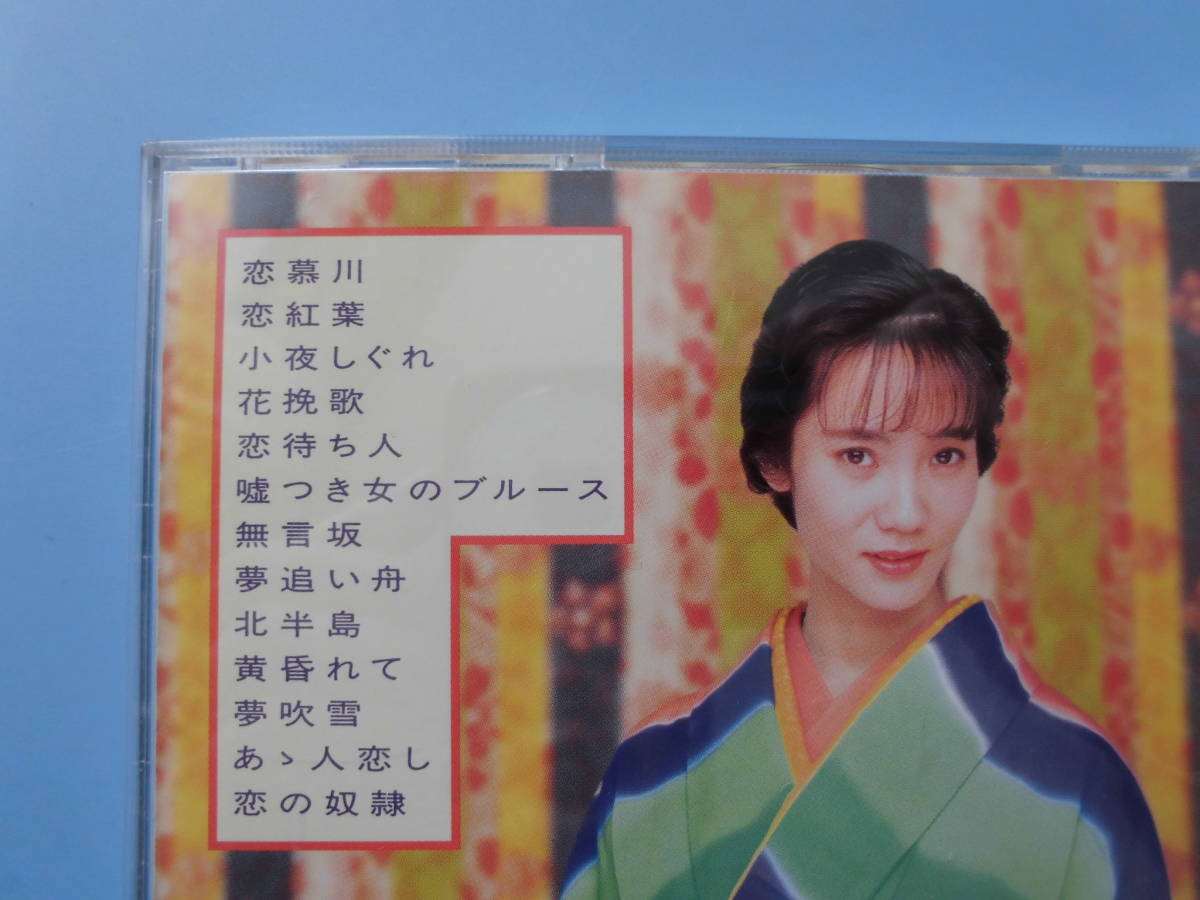 恋慕川
恋紅葉
小夜しぐれ
花挽歌
恋待ち人
嘘つき女のブルース
無言坂
夢追い舟
北半島
黄昏れて
夢吹雪
あゝ人恋し
恋の奴隷